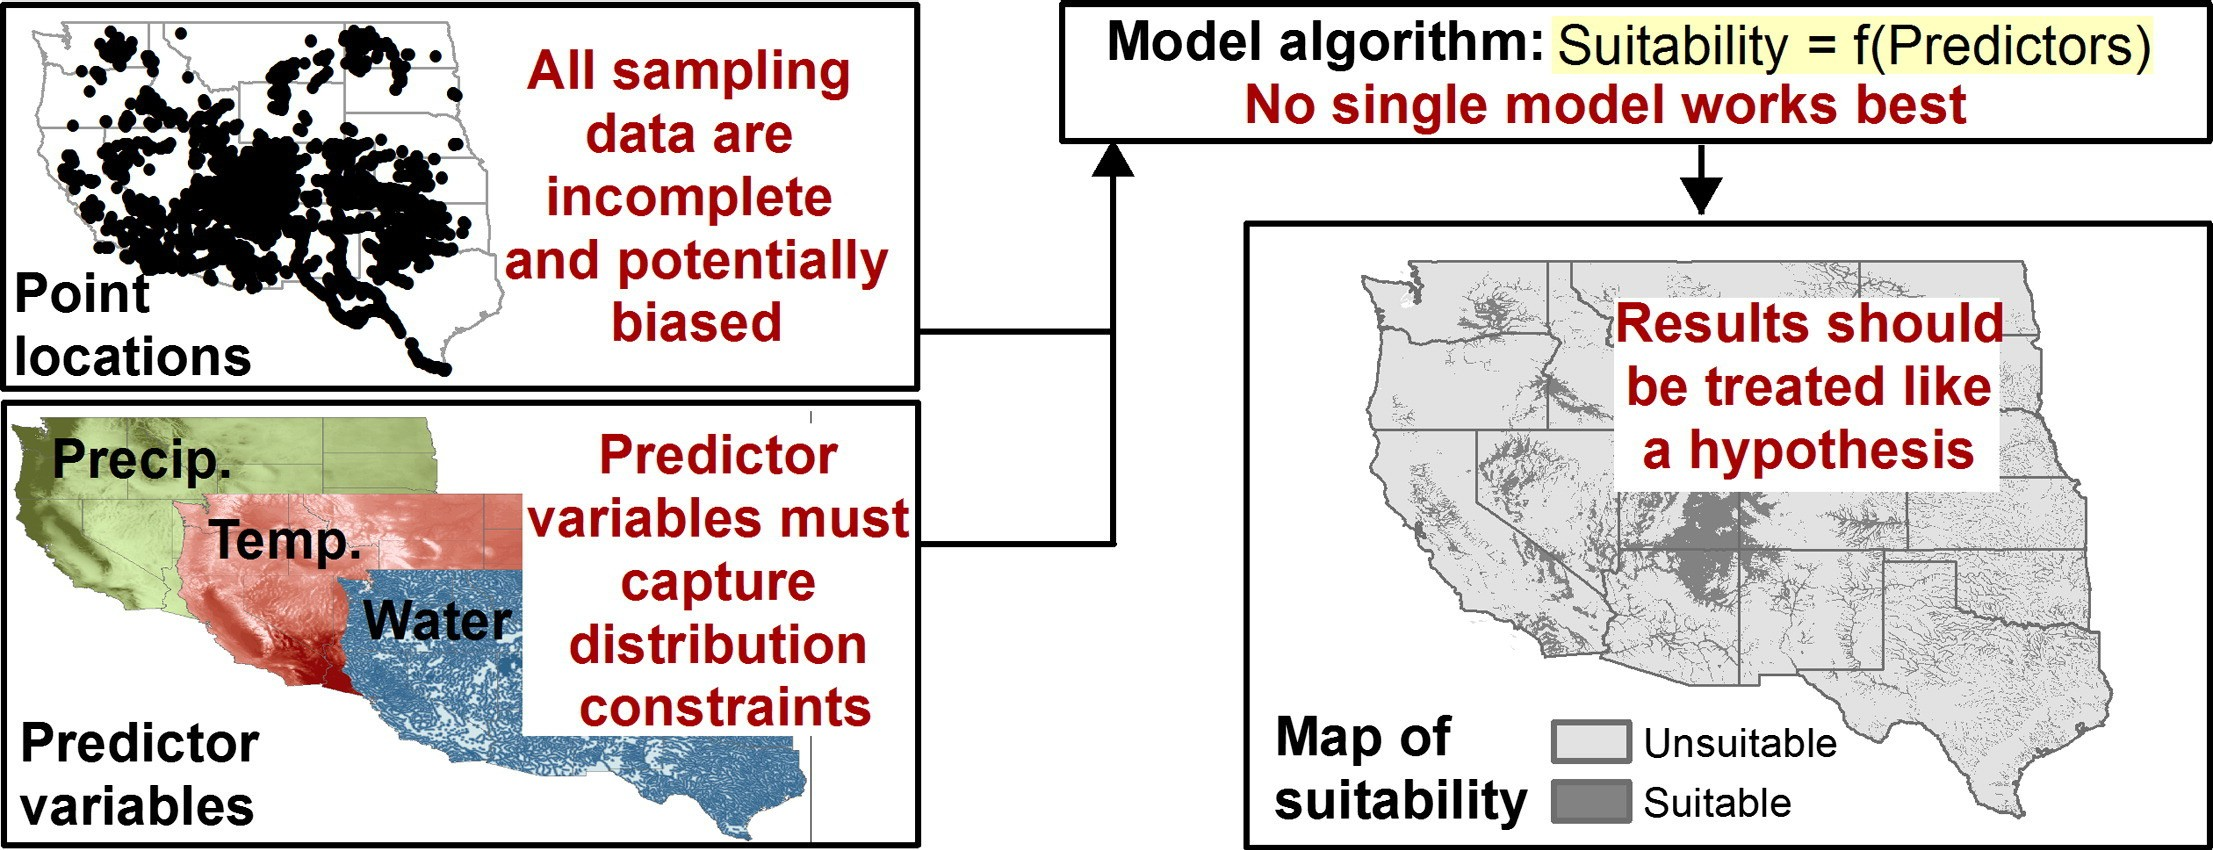 All sampling
data are
incomplete
and potentially
biased
Point
locations
Precip.
Temp.
Water
Predictor
variables must
capture
distribution
constraints
Predictor
variables
Model algorithm: Suitability = f(Predictors)
No single model works best
Results should
be treated like
a hypothesis
Map of
suitability
Unsuitable
Suitable